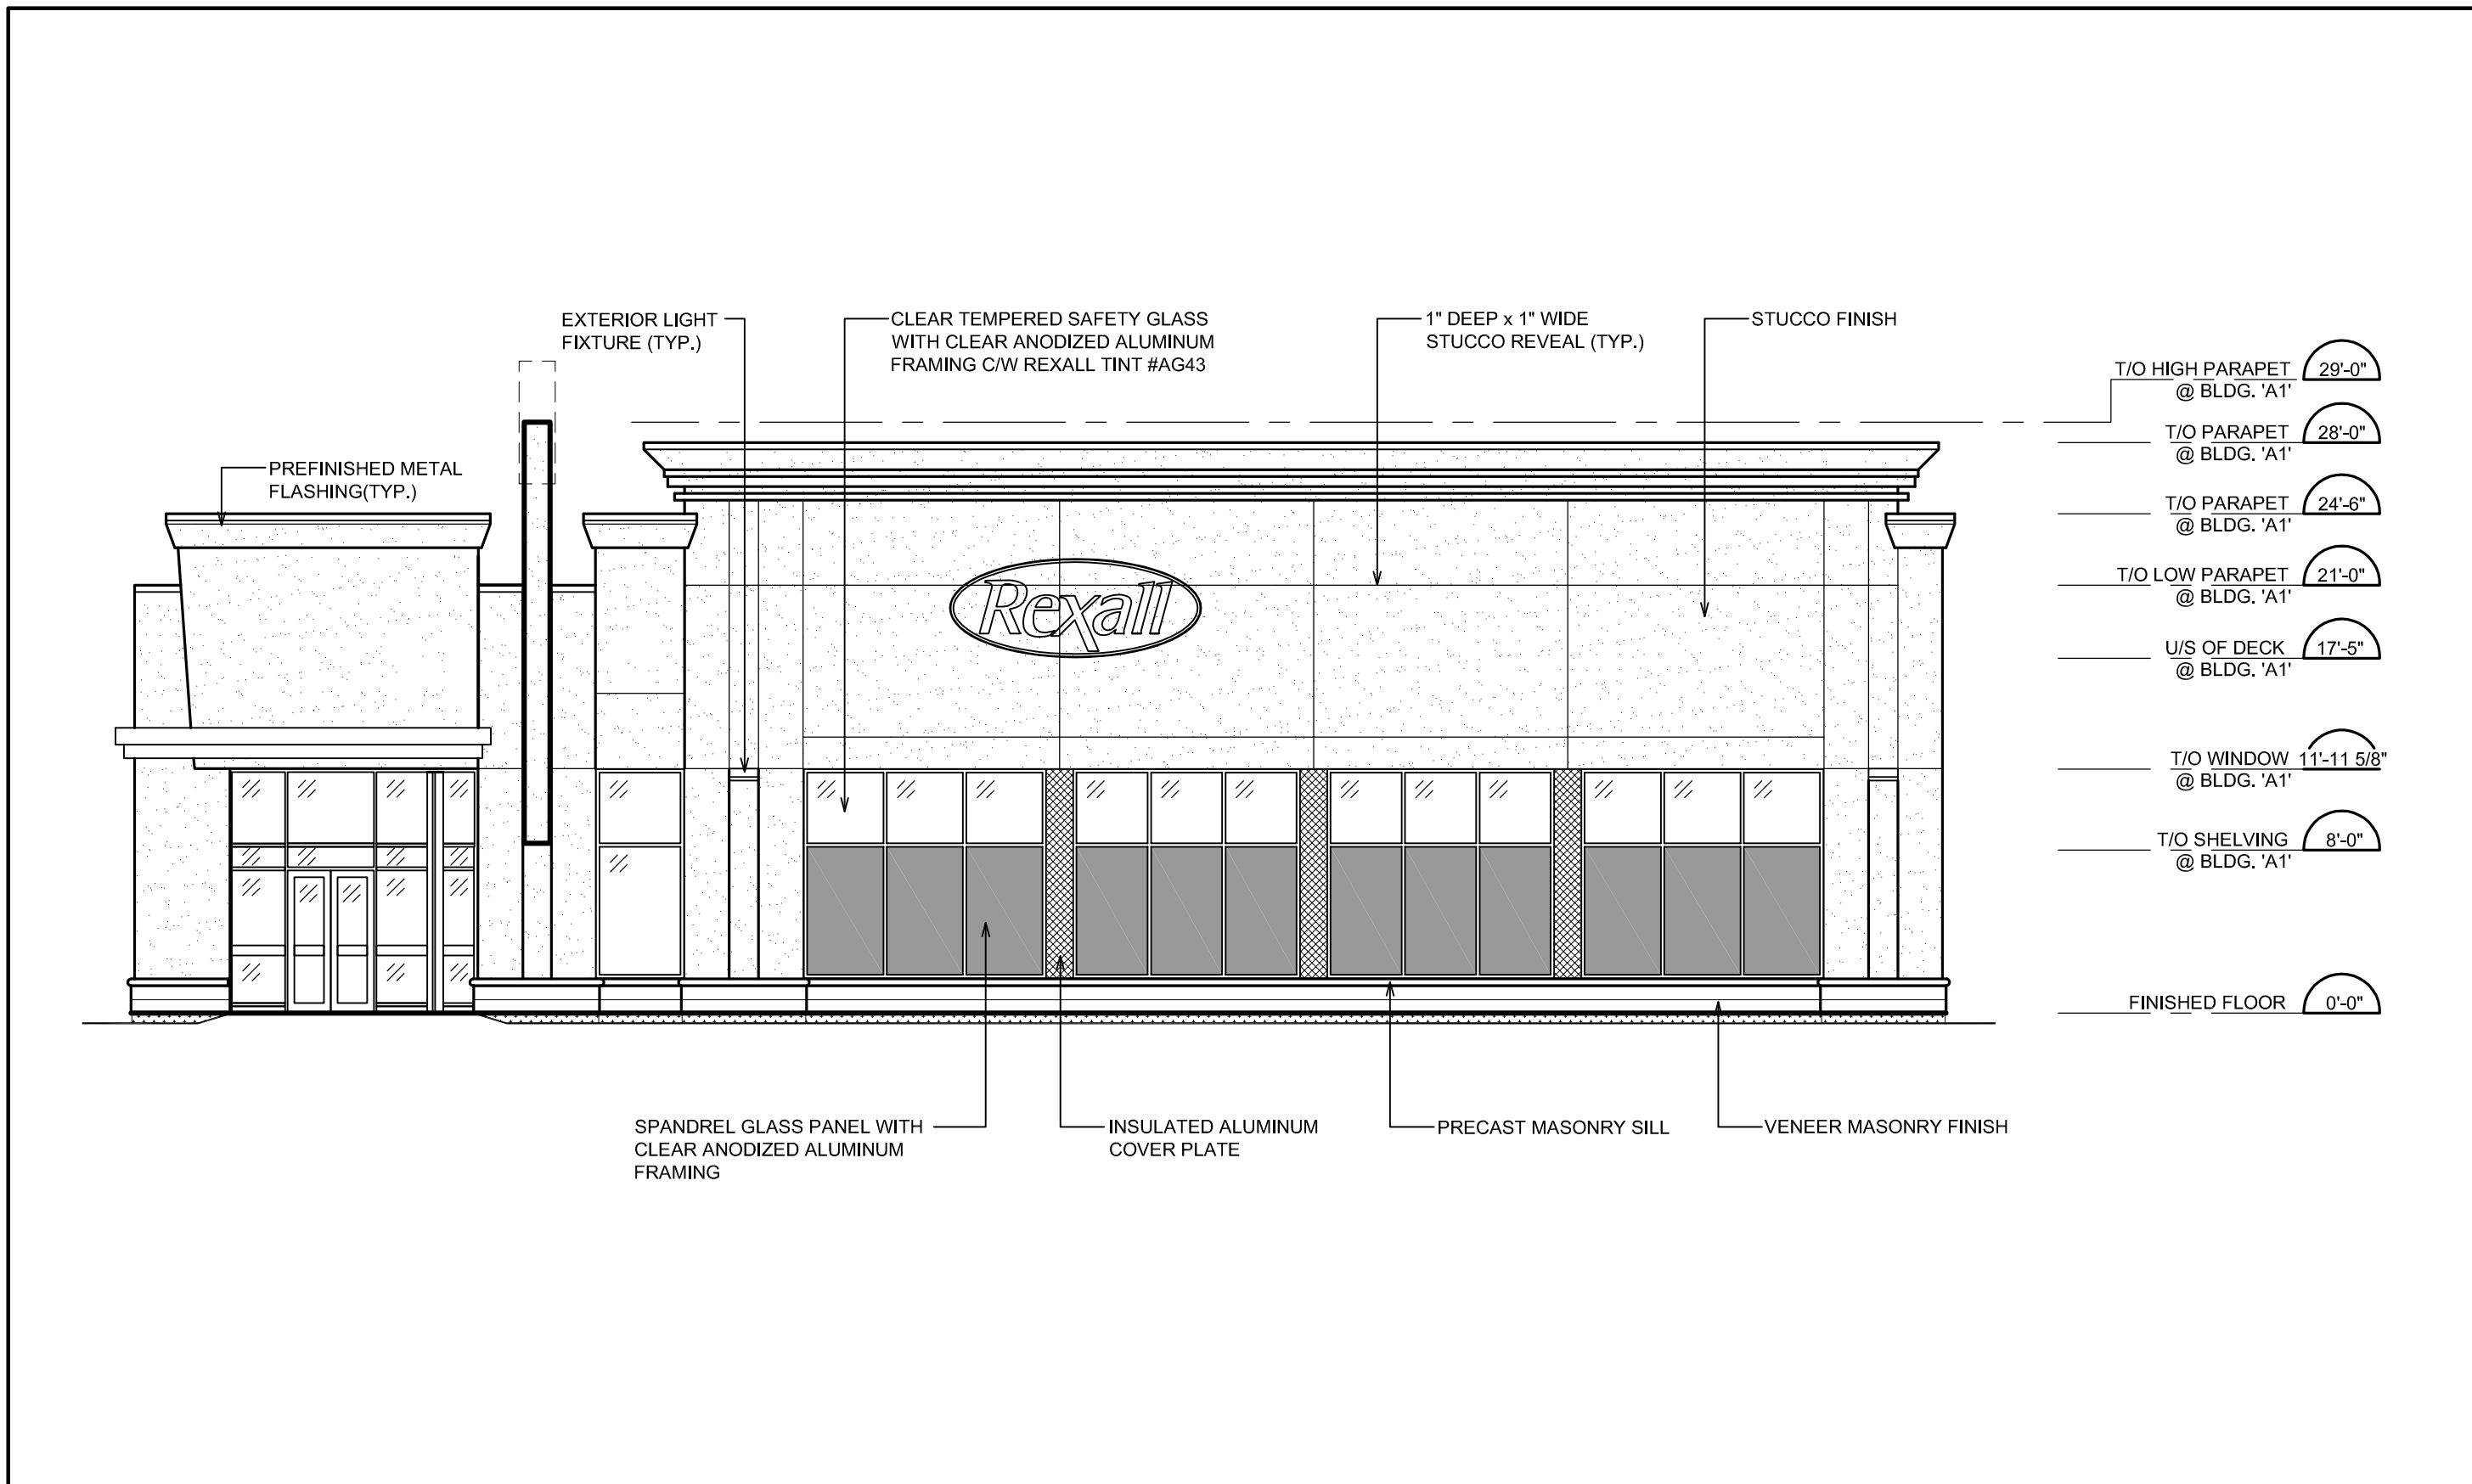 EXTERIOR LIGHT
FIXTURE (TYP.)
CLEAR TEMPERED SAFETY GLASS
WITH CLEAR ANODIZED ALUMINUM
FRAMING C/W REXALL TINT #AG43
1" DEEP x 1" WIDE
STUCCO REVEAL (TYP.)
STUCCO FINISH
PREFINISHED METAL
FLASHING(TYP.)
Rexall
T/O HIGH PARAPET 29'-0"
@ BLDG. 'A1'
T/O PARAPET 28'-0"
@ BLDG. 'A1'
T/O PARAPET 24'-6"
@ BLDG. 'A1'
T/O LOW PARAPET 21'-0"
@ BLDG. 'A1'
U/S OF DECK 17'-5"
@ BLDG. 'A1'
T/O WINDOW 11'-11 5/8"
@ BLDG. 'A1'
T/O SHELVING 8'-0"
@ BLDG. 'A1'
FINISHED FLOOR 0'-0"
SPANDREL GLASS PANEL WITH
CLEAR ANODIZED ALUMINUM
FRAMING
INSULATED ALUMINUM
COVER PLATE
PRECAST MASONRY SILL
VENEER MASONRY FINISH